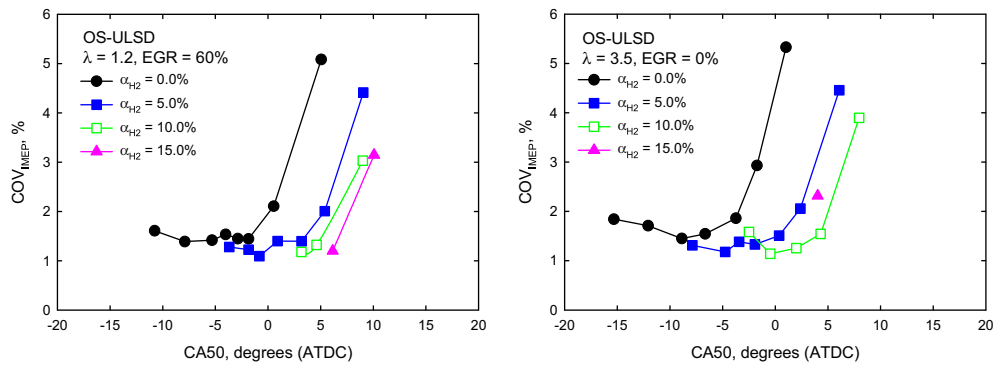 OS-ULSD
λ = 1.2, EGR = 60%
α_H2 = 0.0%
α_H2 = 5.0%
α_H2 = 10.0%
α_H2 = 15.0%
COV_IMEP, %
6
5
4
3
2
1
0
-20 -15 -10 -5 0 5 10 15 20
CA50, degrees (ATDC)
OS-ULSD
λ = 3.5, EGR = 0%
α_H2 = 0.0%
α_H2 = 5.0%
α_H2 = 10.0%
α_H2 = 15.0%
COV_IMEP, %
6
5
4
3
2
1
0
-20 -15 -10 -5 0 5 10 15 20
CA50, degrees (ATDC)